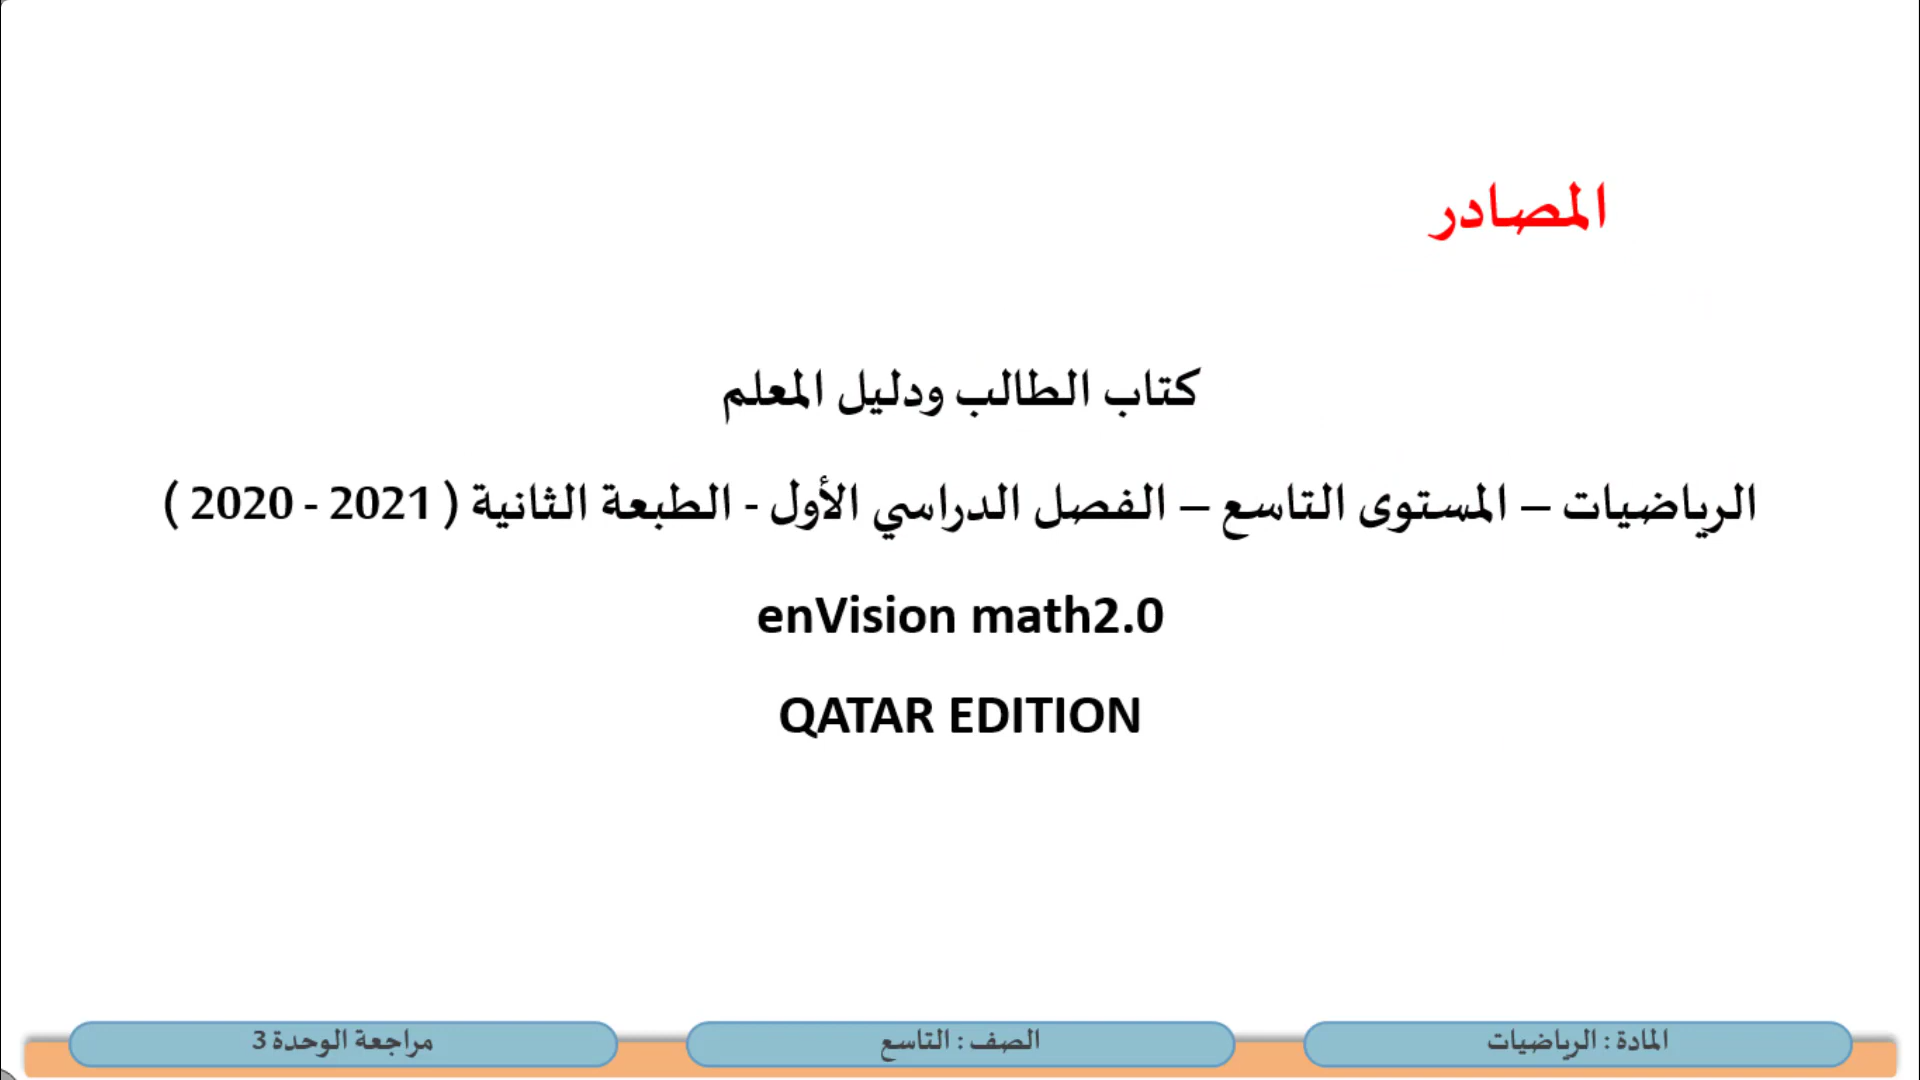 المصادر
كتاب الطالب ودليل المعلم
الرياضيات – المستوى التاسع – الفصل الدراسي الأول - الطبعة الثانية ( 2021 - 2020 )
enVision math2.0
QATAR EDITION
المادة : الرياضيات
الصف : التاسع
مراجعة الوحدة 3